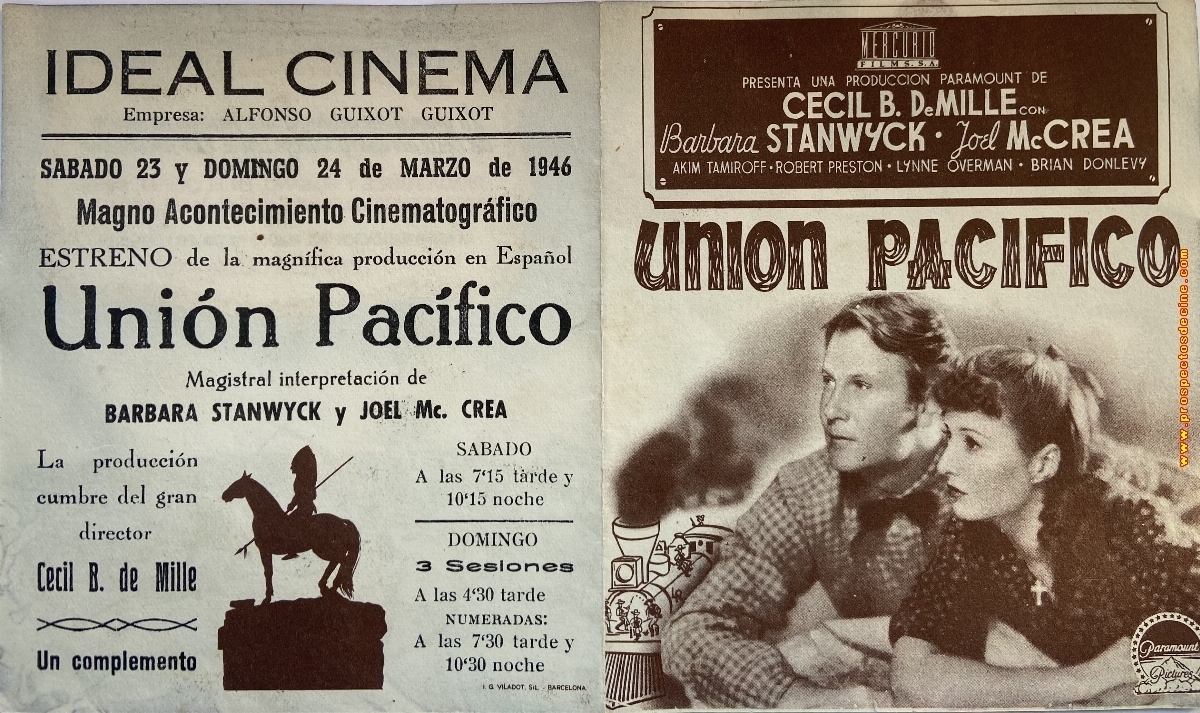 IDEAL CINEMA
Empresa: ALFONSO GUIXOT GUIXOT
SABADO 23 y DOMINGO 24 de MARZO de 1946
Magno Acontecimiento Cinematográfico
ESTRENO de la magnífica producción en Español
Unión Pacífico
Magistral interpretación de
BARBARA STANWYCK y JOEL Mc. CREA
La producción
cumbre del gran
director
Cecil B. de Mille
Un complemento
SABADO
A las 7'15 tarde y
10'15 noche
DOMINGO
3 Sesiones
A las 4'30 tarde
NUMERADAS:
A las 7'30 tarde y
10'30 noche
I. G. VILADOT, S.L. - BARCELONA
MERCURIO
FILMS, S.A.
PRESENTA UNA PRODUCCION PARAMOUNT DE
CECIL B. DeMILLE CON
Barbara STANWYCK · Joel McCREA
AKIM TAMIROFF · ROBERT PRESTON · LYNNE OVERMAN · BRIAN DONLEVY
UNION PACIFICO
www.prospectosdecine.com
Paramount
Pictures